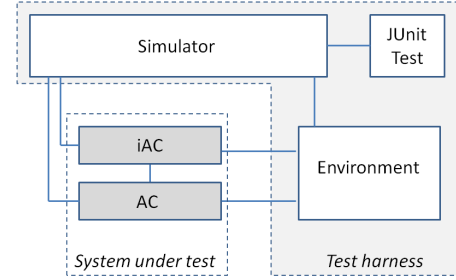 Simulator
JUnit
Test
iAC
AC
Environment
System under test
Test harness